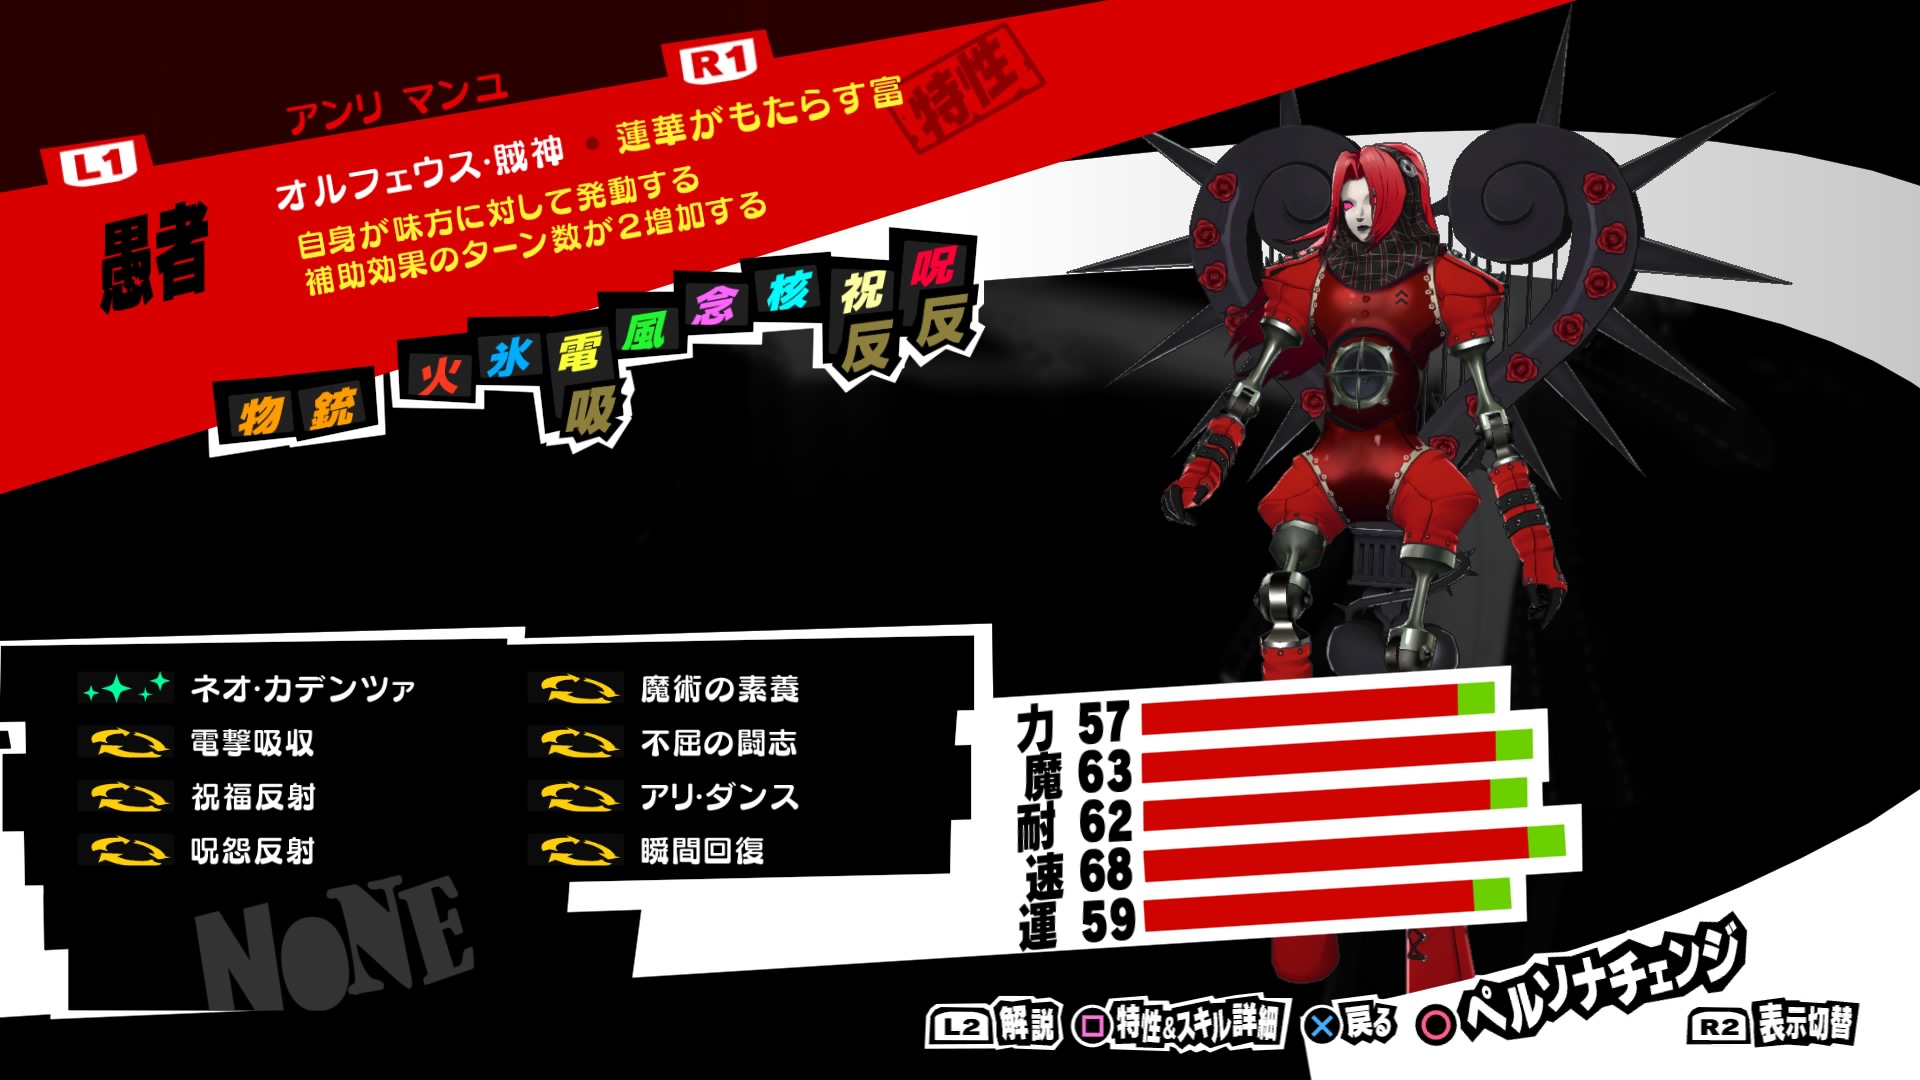 L1
R1
アンリ マンユ
愚者
オルフェウス・賊神 ・ 蓮華がもたらす富
特性
自身が味方に対して発動する
補助効果のターン数が2増加する
物 銃 火 氷 電 風 念 核 祝 呪
吸 反 反
ネオ・カデンツァ
電撃吸収
祝福反射
呪怨反射
魔術の素養
不屈の闘志
アリ・ダンス
瞬間回復
NONE
力 57
魔 63
耐 62
速 68
運 59
L2 解説 特性&スキル詳細 戻る ペルソナチェンジ R2 表示切替